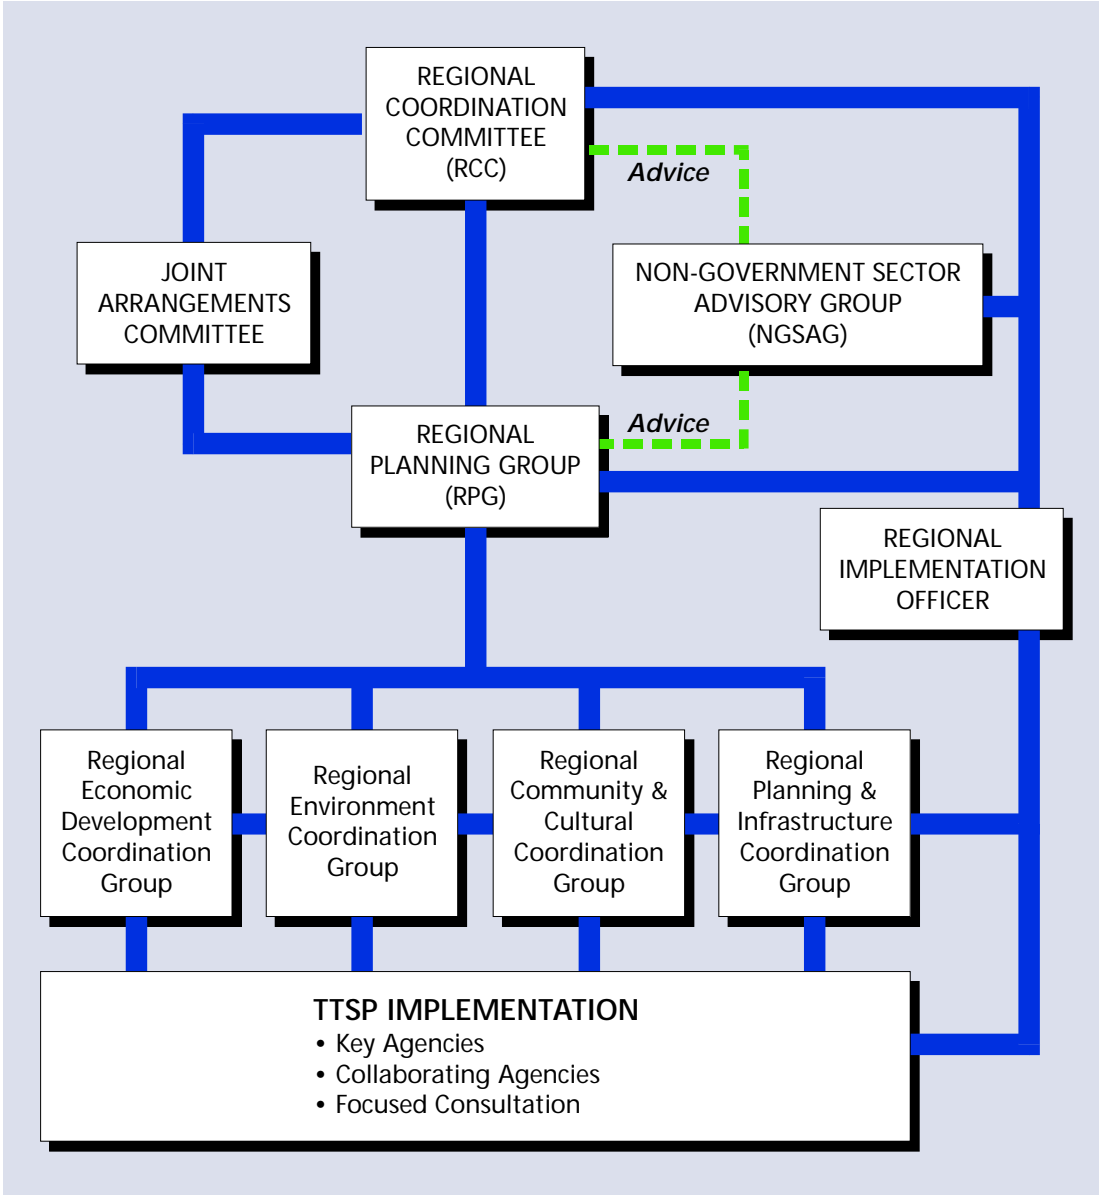 REGIONAL
COORDINATION
COMMITTEE
(RCC)
Advice
JOINT
ARRANGEMENTS
COMMITTEE
NON-GOVERNMENT SECTOR
ADVISORY GROUP
(NGSAG)
Advice
REGIONAL
PLANNING GROUP
(RPG)
REGIONAL
IMPLEMENTATION
OFFICER
Regional
Economic
Development
Coordination
Group
Regional
Environment
Coordination
Group
Regional
Community &
Cultural
Coordination
Group
Regional
Planning &
Infrastructure
Coordination
Group
TTSP IMPLEMENTATION
• Key Agencies
• Collaborating Agencies
• Focused Consultation